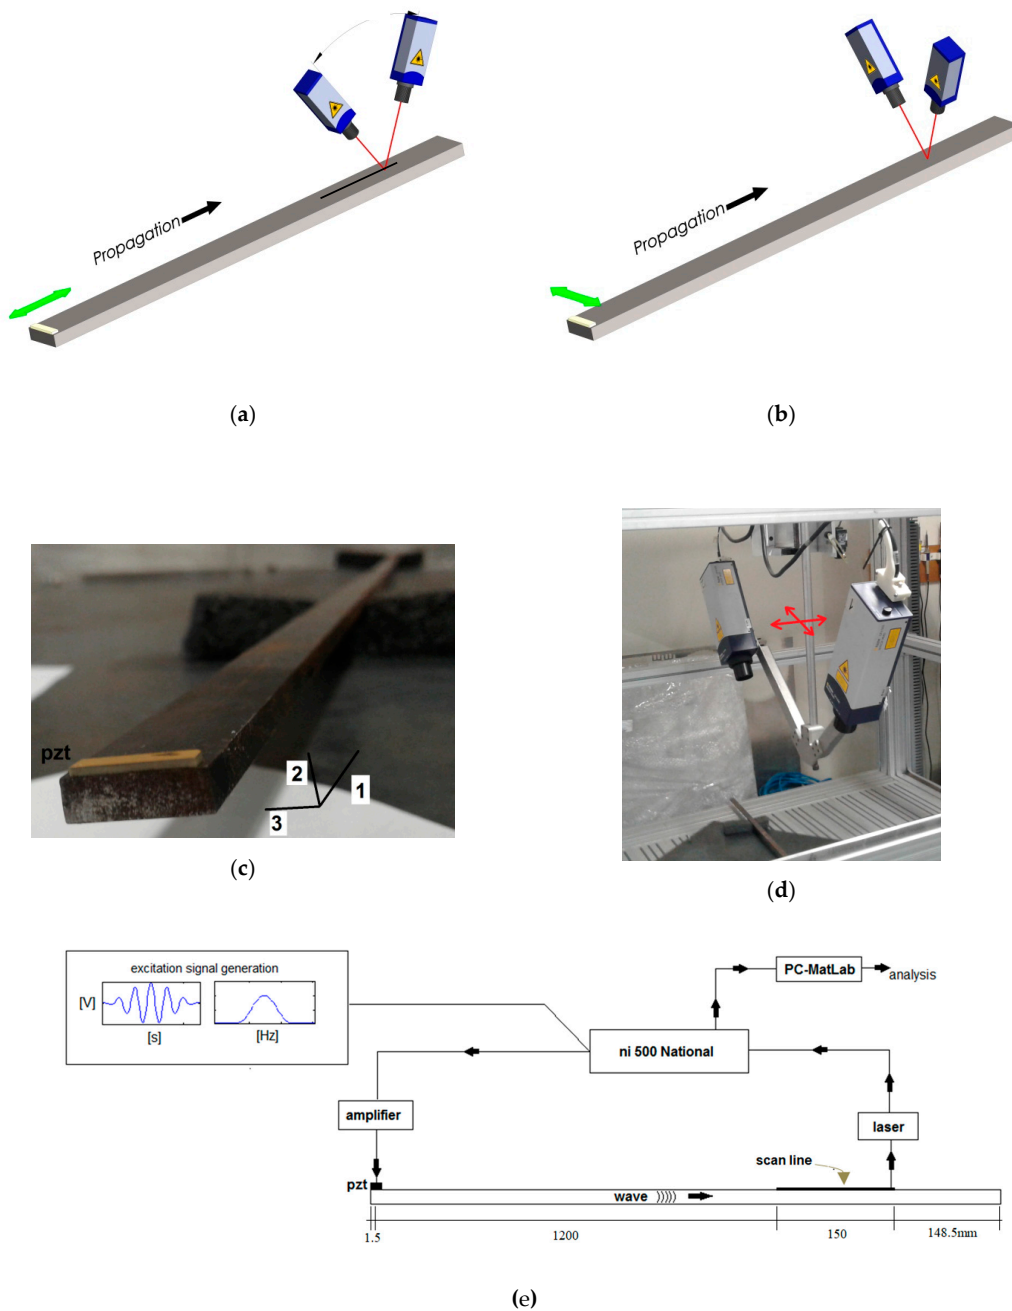 Propagation
Propagation
(a)
(b)
pzt
2
1
3
(c)
(d)
excitation signal generation
[V]
[s]
[Hz]
PC-MatLab
analysis
ni 500 National
amplifier
laser
scan line
pzt
wave
1.5
1200
150
148.5mm
(e)